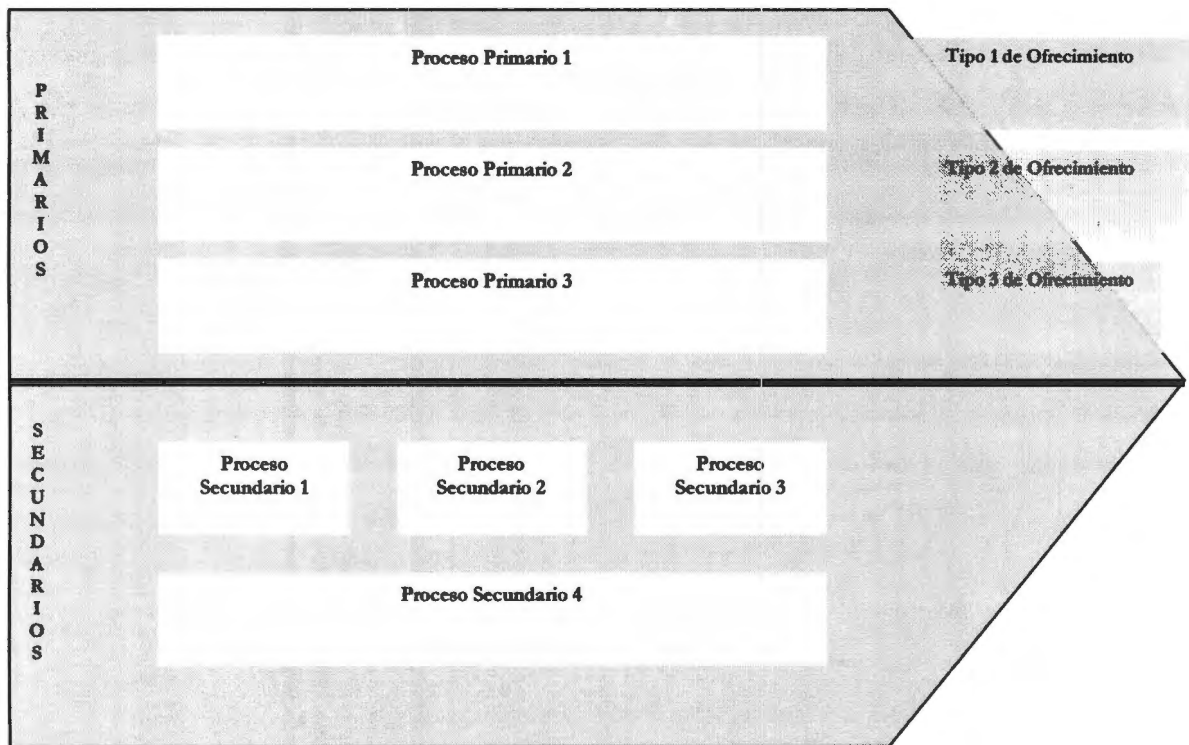 PRIMARIOS
Proceso Primario 1
Tipo 1 de Ofrecimiento
Proceso Primario 2
Tipo 2 de Ofrecimiento
Proceso Primario 3
Tipo 3 de Ofrecimiento
SECUNDARIOS
Proceso
Secundario 1
Proceso
Secundario 2
Proceso
Secundario 3
Proceso Secundario 4